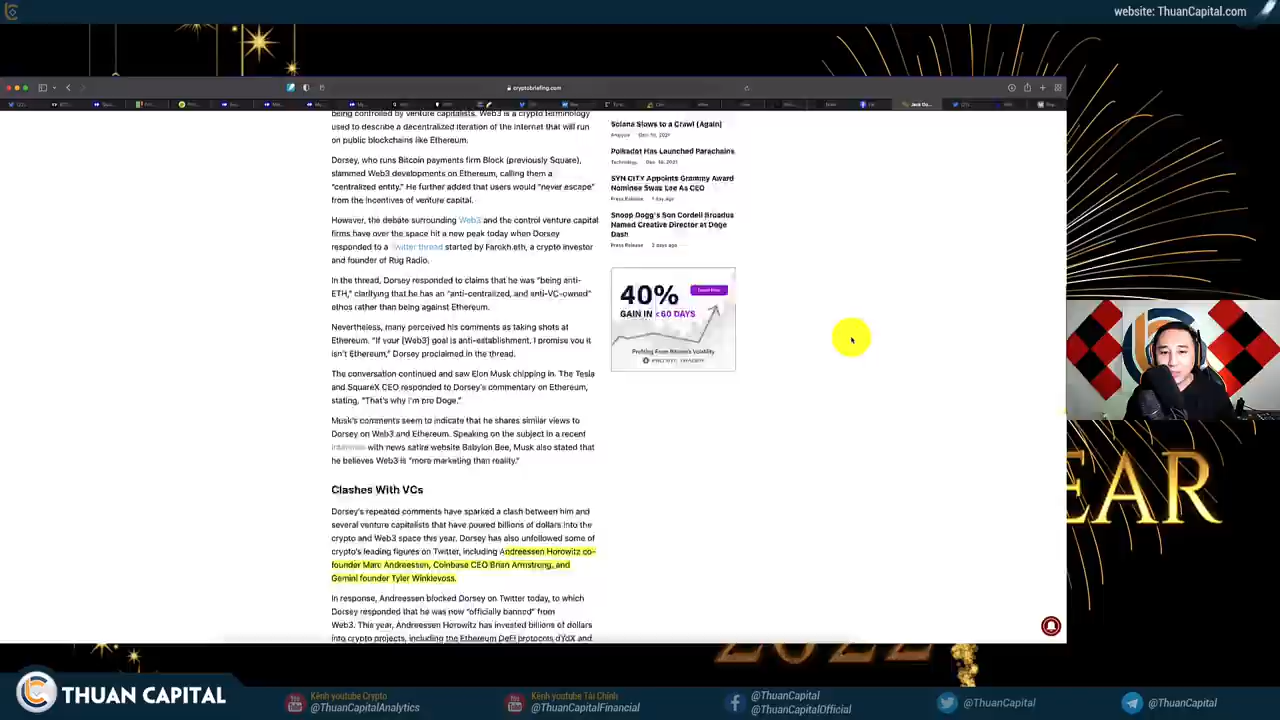 website: ThuanCapital.com
cryptobriefing.com
being controlled by venture capitalists. Web3 is a crypto terminology
used to describe a decentralized iteration of the Internet that will run
on public blockchains like Ethereum.
Dorsey, who runs Bitcoin payments firm Block (previously Square),
slammed Web3 developments on Ethereum, calling them a
“centralized entity.” He further added that users would “never escape”
from the incentives of venture capital.
However, the debate surrounding Web3 and the control venture capital
firms have over the space hit a new peak today when Dorsey
responded to a Twitter thread started by Farokh.eth, a crypto investor
and founder of Rug Radio.
In the thread, Dorsey responded to claims that he was “being anti-
ETH,” clarifying that he has an “anti-centralized, and anti-VC-owned”
ethos rather than being against Ethereum.
Nevertheless, many perceived his comments as taking shots at
Ethereum. “If your [Web3] goal is anti-establishment, I promise you it
isn’t Ethereum,” Dorsey proclaimed in the thread.
The conversation continued and saw Elon Musk chipping in. The Tesla
and SquareX CEO responded to Dorsey’s commentary on Ethereum,
stating, “That’s why I’m pro Doge.”
Musk’s comments seem to indicate that he shares similar views to
Dorsey on Web3 and Ethereum. Speaking on the subject in a recent
interview with news satire website Babylon Bee, Musk also stated that
he believes Web3 is “more marketing than reality.”
Clashes With VCs
Dorsey’s repeated comments have sparked a clash between him and
several venture capitalists that have poured billions of dollars into the
crypto and Web3 space this year. Dorsey has also unfollowed some of
crypto’s leading figures on Twitter, including Andreessen Horowitz co-
founder Marc Andreessen, Coinbase CEO Brian Armstrong, and
Gemini founder Tyler Winklevoss.
In response, Andreessen blocked Dorsey on Twitter today, to which
Dorsey responded that he was now “officially banned” from
Web3. This year, Andreessen Horowitz has invested billions of dollars
into crypto projects, including the Ethereum DeFi protocols dYdX and
Solana Slows to a Crawl (Again)
Polkadot Has Launched Parachains
Technology
SYN CITY Appoints Grammy Award
Nominee Swae Lee As CEO
Press Release 1 day ago
Snoop Dogg’s Son Cordell Broadus
Named Creative Director at Doge
Dash
Press Release 2 days ago
40%
GAIN IN <60 DAYS
Profiting From Bitcoin's Volatility
EAR
2022
THUAN CAPITAL
Kênh youtube Crypto
@ThuanCapitalAnalytics
Kênh youtube Tài Chính
@ThuanCapitalFinancial
@ThuanCapital
@ThuanCapitalOfficial
@ThuanCapital
@ThuanCapital